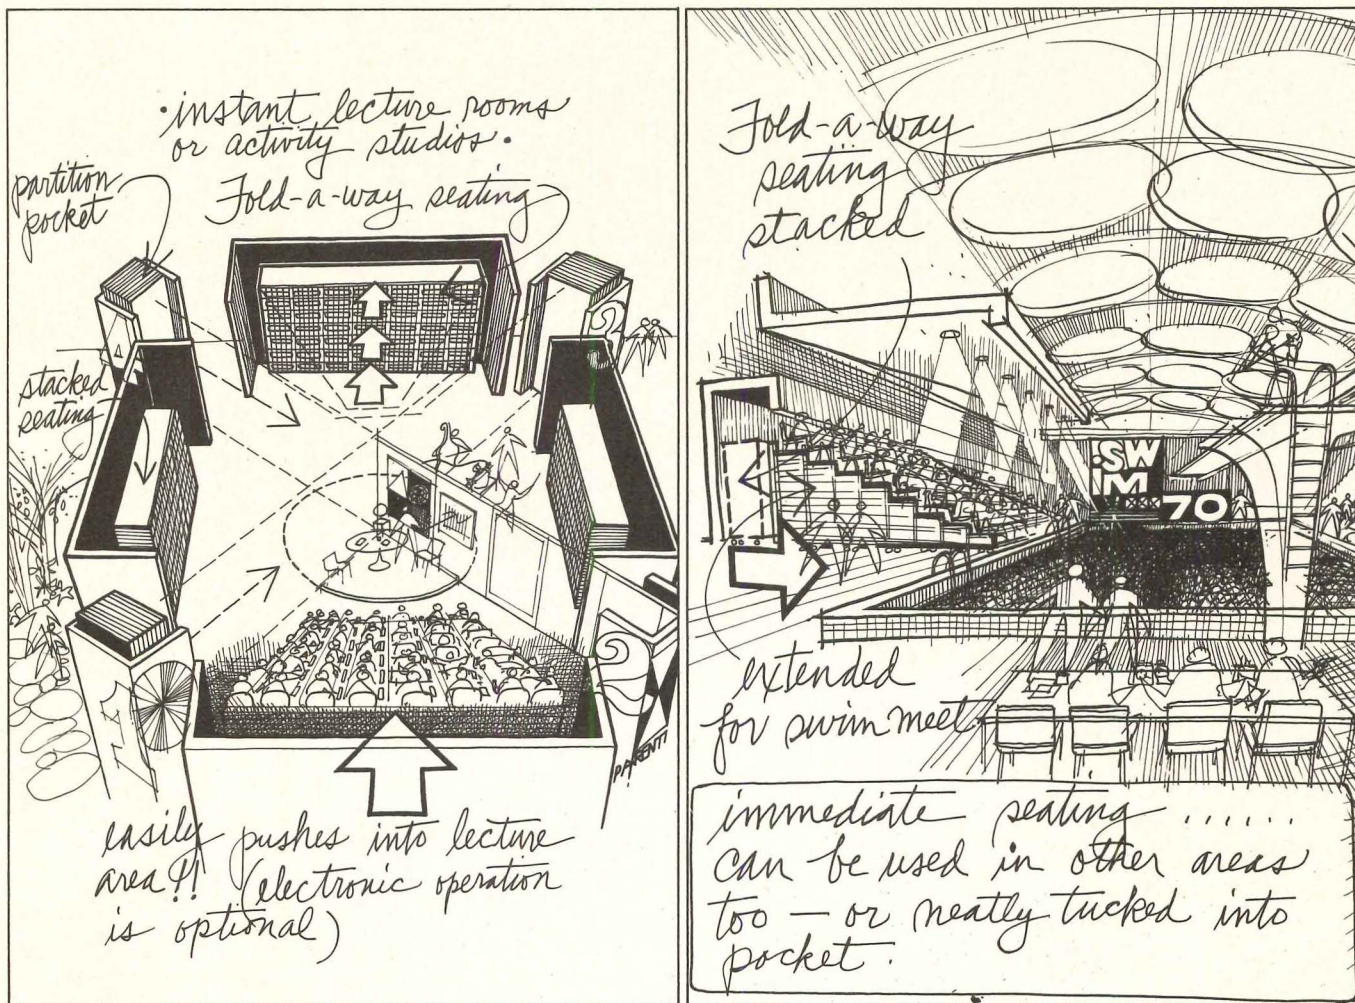 • instant lecture rooms
or activity studios •
partition
pocket
Fold-a-way seating
stacked
seating
PARENTI
easily pushes into lecture
area!! (electronic operation
is optional)
Fold-a-way
seating
stacked
SW
iM
70
extended
for swim meet
immediate seating ......
can be used in other areas
too — or neatly tucked into
pocket.